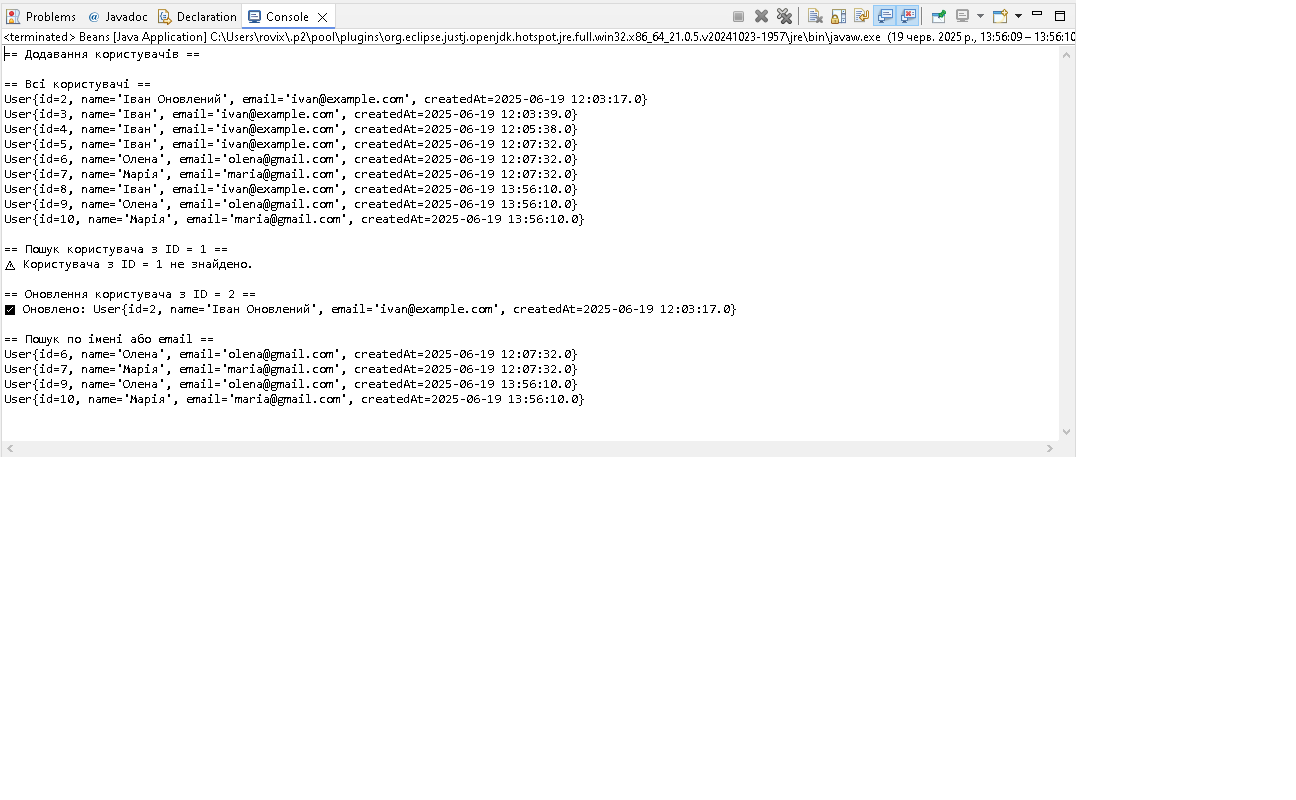 Problems @ Javadoc Declaration Console
<terminated> Beans [Java Application] C:\Users\rovix\.p2\pool\plugins\org.eclipse.justj.openjdk.hotspot.jre.full.win32.x86_64_21.0.5.v20241023-1957\jre\bin\javaw.exe (19 черв. 2025 р., 13:56:09 – 13:56:10
== Додавання користувачів ==
== Всі користувачі ==
User{id=2, name='Іван Оновлений', email='ivan@example.com', createdAt=2025-06-19 12:03:17.0}
User{id=3, name='Іван', email='ivan@example.com', createdAt=2025-06-19 12:03:39.0}
User{id=4, name='Іван', email='ivan@example.com', createdAt=2025-06-19 12:05:38.0}
User{id=5, name='Іван', email='ivan@example.com', createdAt=2025-06-19 12:07:32.0}
User{id=6, name='Олена', email='olena@gmail.com', createdAt=2025-06-19 12:07:32.0}
User{id=7, name='Марія', email='maria@gmail.com', createdAt=2025-06-19 12:07:32.0}
User{id=8, name='Іван', email='ivan@example.com', createdAt=2025-06-19 13:56:10.0}
User{id=9, name='Олена', email='olena@gmail.com', createdAt=2025-06-19 13:56:10.0}
User{id=10, name='Марія', email='maria@gmail.com', createdAt=2025-06-19 13:56:10.0}
== Пошук користувача з ID = 1 ==
⚠ Користувача з ID = 1 не знайдено.
== Оновлення користувача з ID = 2 ==
✅ Оновлено: User{id=2, name='Іван Оновлений', email='ivan@example.com', createdAt=2025-06-19 12:03:17.0}
== Пошук по імені або email ==
User{id=6, name='Олена', email='olena@gmail.com', createdAt=2025-06-19 12:07:32.0}
User{id=7, name='Марія', email='maria@gmail.com', createdAt=2025-06-19 12:07:32.0}
User{id=9, name='Олена', email='olena@gmail.com', createdAt=2025-06-19 13:56:10.0}
User{id=10, name='Марія', email='maria@gmail.com', createdAt=2025-06-19 13:56:10.0}